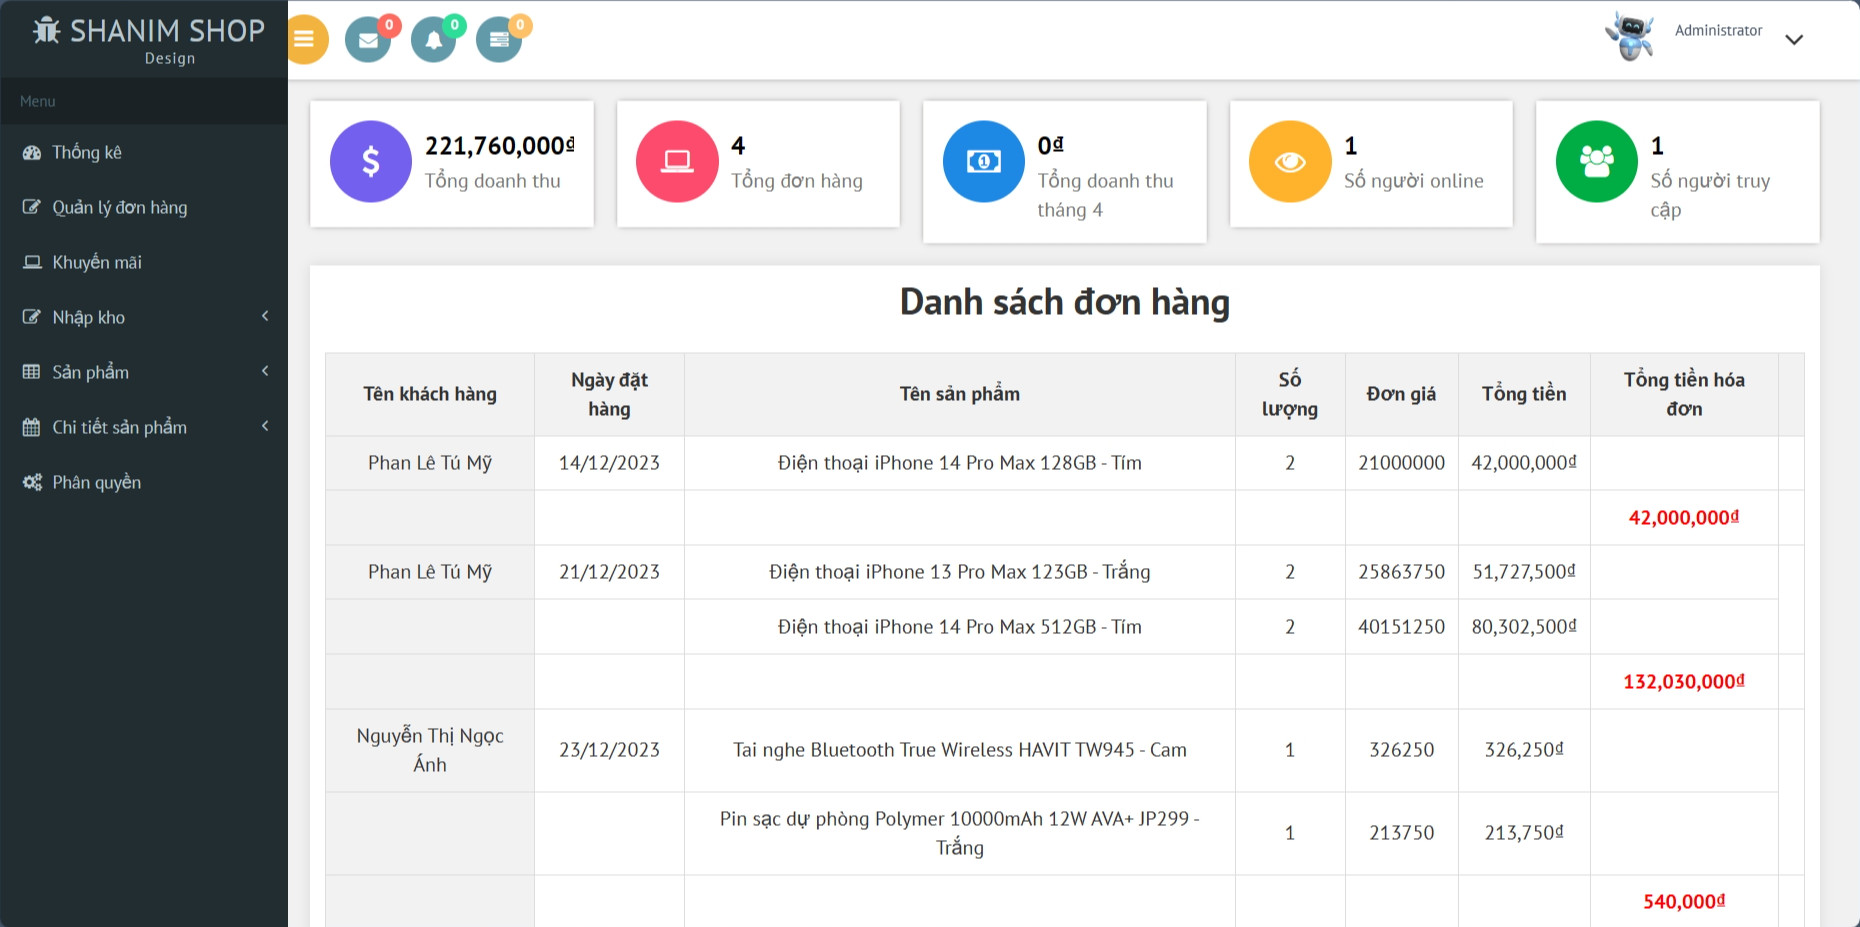 SHANIM SHOP
Design
0
0
0
Administrator
Menu
Thống kê
Quản lý đơn hàng
Khuyến mãi
Nhập kho
Sản phẩm
Chi tiết sản phẩm
Phân quyền
221,760,000₫
Tổng doanh thu
4
Tổng đơn hàng
0₫
Tổng doanh thu
tháng 4
1
Số người online
1
Số người truy
cập
Danh sách đơn hàng
Tên khách hàng Ngày đặt hàng Tên sản phẩm Số lượng Đơn giá Tổng tiền Tổng tiền hóa đơn
Phan Lê Tú Mỹ 14/12/2023 Điện thoại iPhone 14 Pro Max 128GB - Tím 2 21000000 42,000,000₫
42,000,000₫
Phan Lê Tú Mỹ 21/12/2023 Điện thoại iPhone 13 Pro Max 123GB - Trắng 2 25863750 51,727,500₫
Điện thoại iPhone 14 Pro Max 512GB - Tím 2 40151250 80,302,500₫
132,030,000₫
Nguyễn Thị Ngọc Ánh 23/12/2023 Tai nghe Bluetooth True Wireless HAVIT TW945 - Cam 1 326250 326,250₫
Pin sạc dự phòng Polymer 10000mAh 12W AVA+ JP299 - Trắng 1 213750 213,750₫
540,000₫